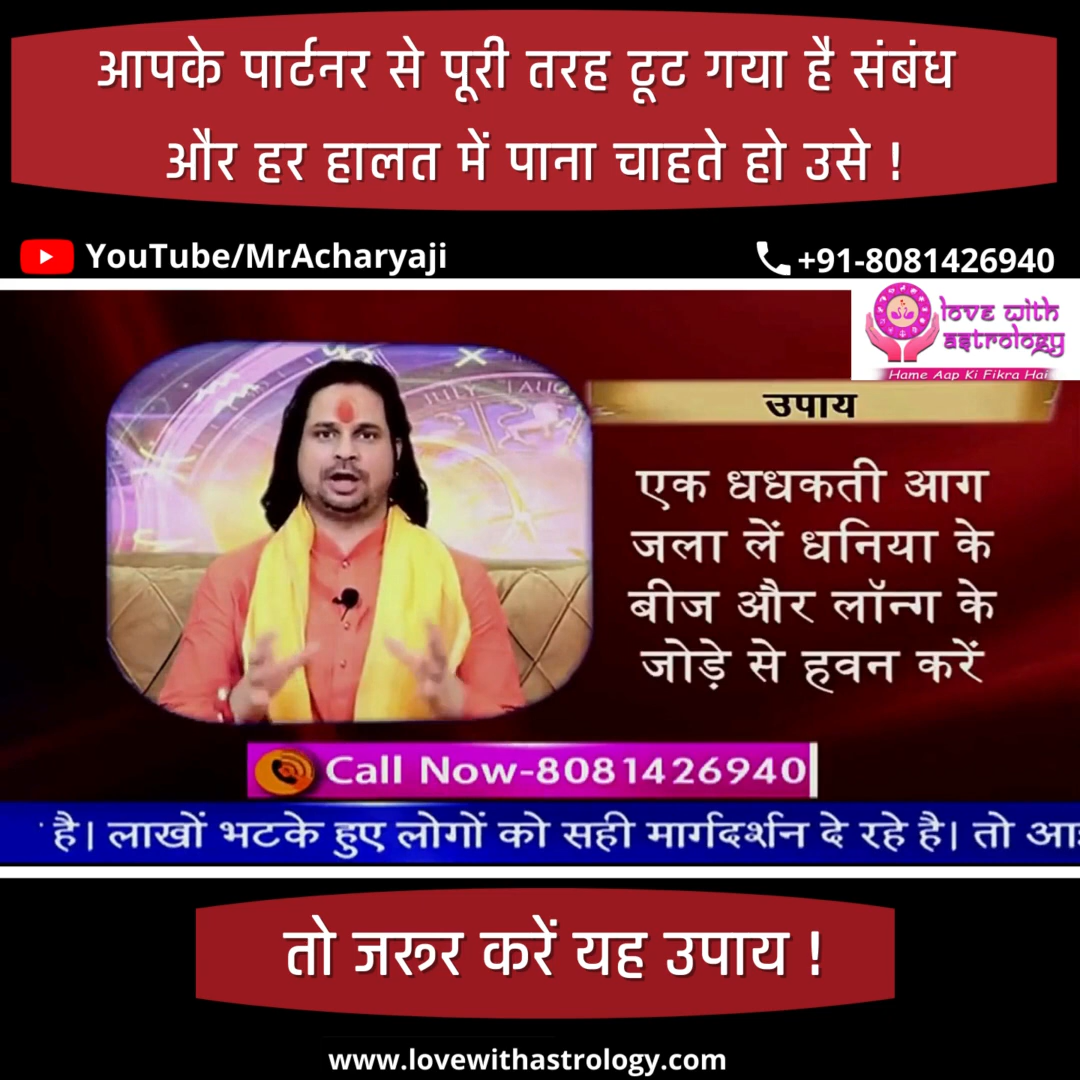 आपके पार्टनर से पूरी तरह टूट गया है संबंध
और हर हालत में पाना चाहते हो उसे !
YouTube/MrAcharyaji
+91-8081426940
love with
astrology
Hame Aap Ki Fikra Hai
JULY
AUG
उपाय
एक धधकती आग
जला लें धनिया के
बीज और लॉन्ग के
जोड़े से हवन करें
Call Now-8081426940
है। लाखों भटके हुए लोगों को सही मार्गदर्शन दे रहे है। तो
तो जरूर करें यह उपाय !
www.lovewithastrology.com